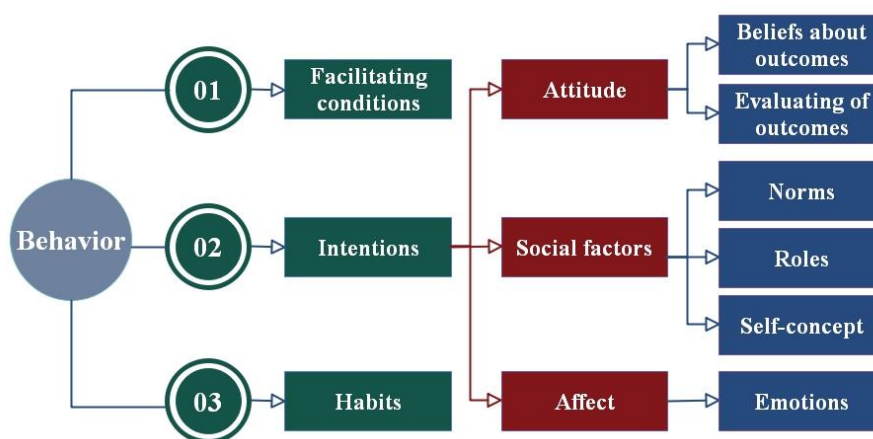 Behavior
01
Facilitating
conditions
02
Intentions
03
Habits
Attitude
Social factors
Affect
Beliefs about
outcomes
Evaluating of
outcomes
Norms
Roles
Self-concept
Emotions